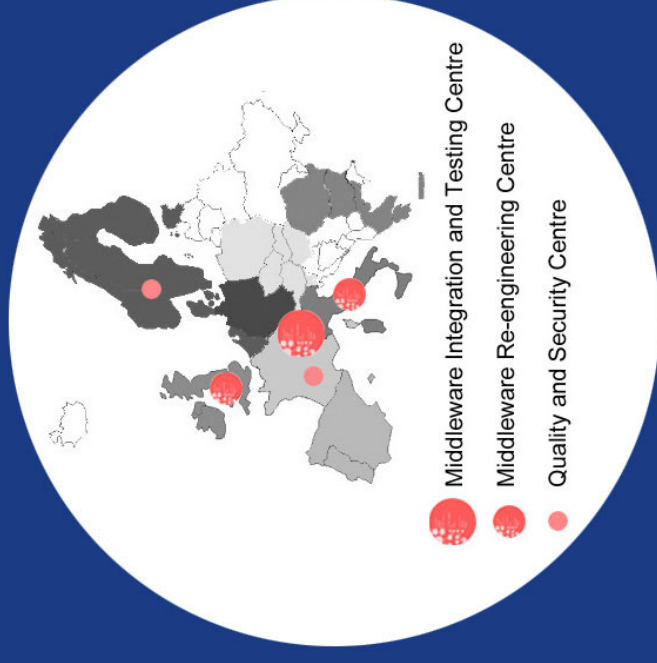 Middleware Integration and Testing Centre
Middleware Re-engineering Centre
Quality and Security Centre